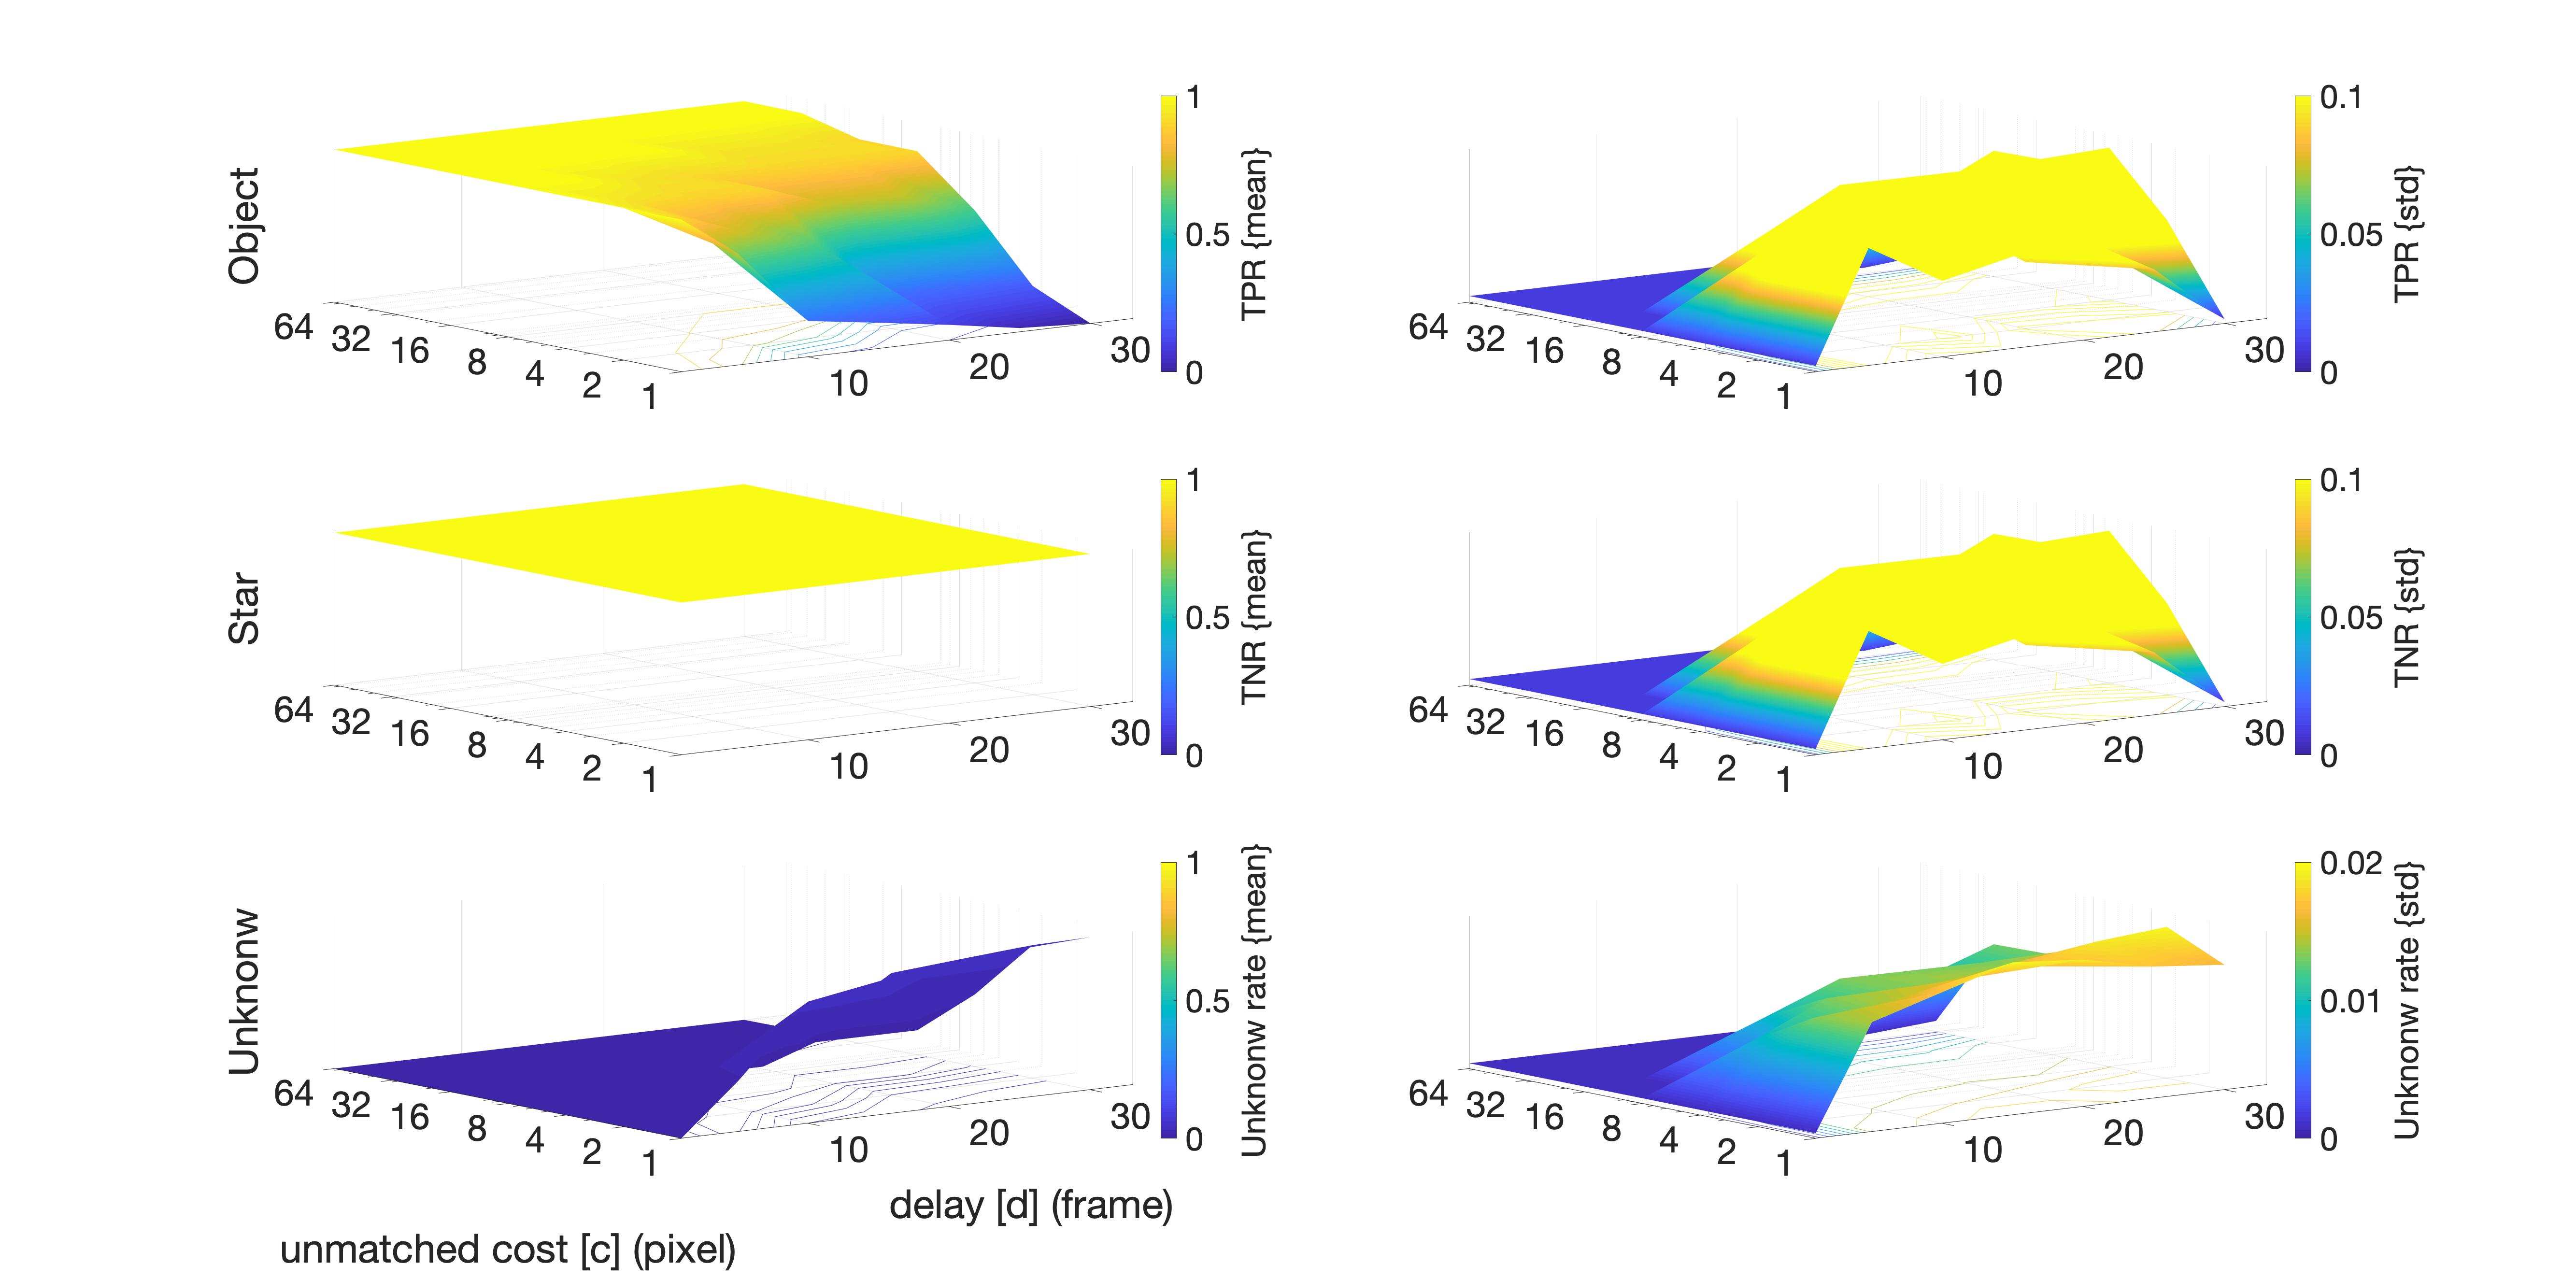 Object
64 32 16 8 4 2 1
10 20 30
1
0.5
0
TPR {mean}
64 32 16 8 4 2 1
10 20 30
0.1
0.05
0
TPR {std}
Star
64 32 16 8 4 2 1
10 20 30
1
0.5
0
TNR {mean}
64 32 16 8 4 2 1
10 20 30
0.1
0.05
0
TNR {std}
Unknonw
64 32 16 8 4 2 1
10 20 30
1
0.5
0
Unknonw rate {mean}
64 32 16 8 4 2 1
10 20 30
0.02
0.01
0
Unknonw rate {std}
delay [d] (frame)
unmatched cost [c] (pixel)